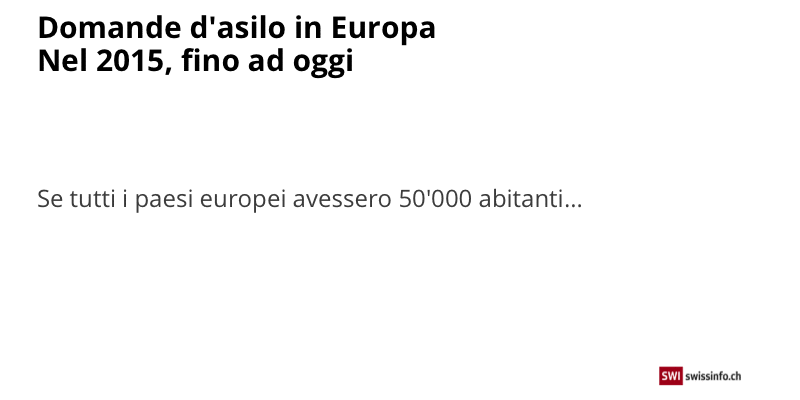 Domande d'asilo in Europa
Nel 2015, fino ad oggi
Se tutti i paesi europei avessero 50'000 abitanti...
SWI swissinfo.ch